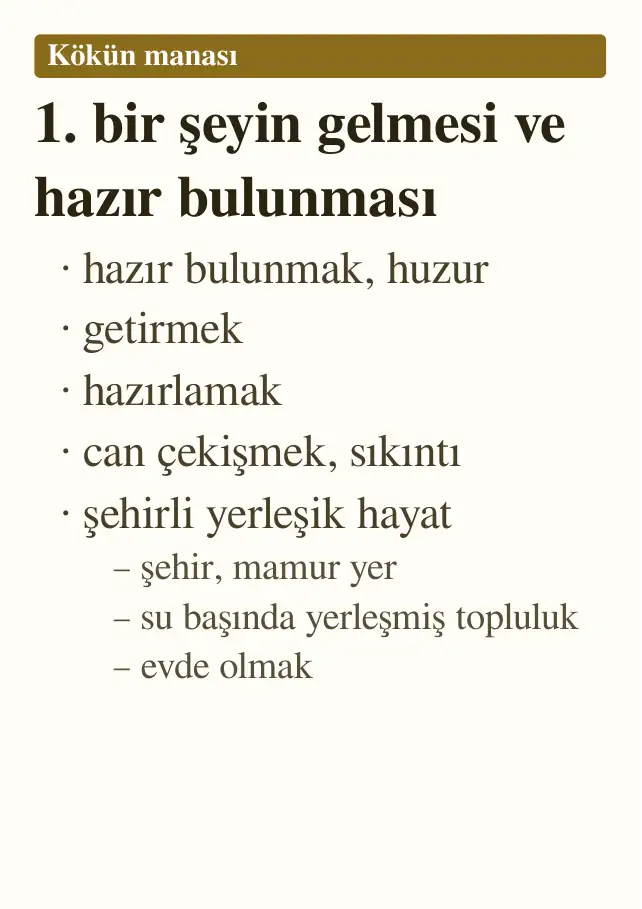 Kökün manası
1. bir şeyin gelmesi ve
hazır bulunması
· hazır bulunmak, huzur
· getirmek
· hazırlamak
· can çekişmek, sıkıntı
· şehirli yerleşik hayat
– şehir, mamur yer
– su başında yerleşmiş topluluk
– evde olmak